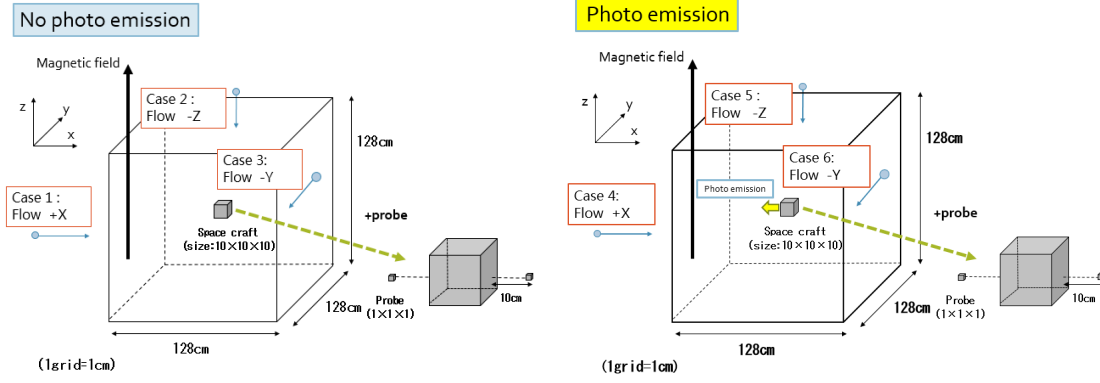 No photo emission
Magnetic field
z
y
x
Case 2 :
Flow -Z
128cm
Case 3:
Flow -Y
Case 1 :
Flow +X
Space craft
(size:10×10×10)
+probe
Probe
(1×1×1)
10cm
128cm
128cm
(1grid=1cm)
Photo emission
Magnetic field
z
y
x
Case 5 :
Flow -Z
128cm
Case 6:
Flow -Y
Photo emission
Case 4:
Flow +X
Space craft
(size:10×10×10)
+probe
Probe
(1×1×1)
10cm
128cm
128cm
(1grid=1cm)